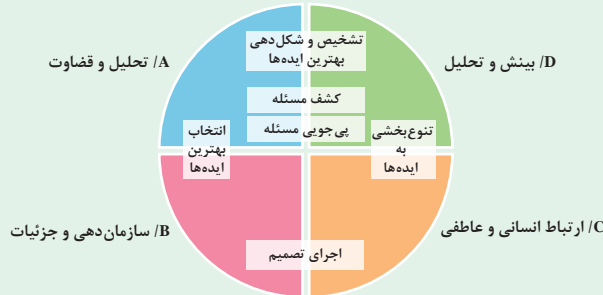 تشخیص و شکل‌دهی
بهترین ایده‌ها
D/ بینش و تحلیل
A/ تحلیل و قضاوت
کشف مسئله
پی‌جویی مسئله
تنوع‌بخشی
به
ایده‌ها
انتخاب
بهترین
ایده‌ها
C/ ارتباط انسانی و عاطفی
B/ سازمان‌دهی و جزئیات
اجرای تصمیم